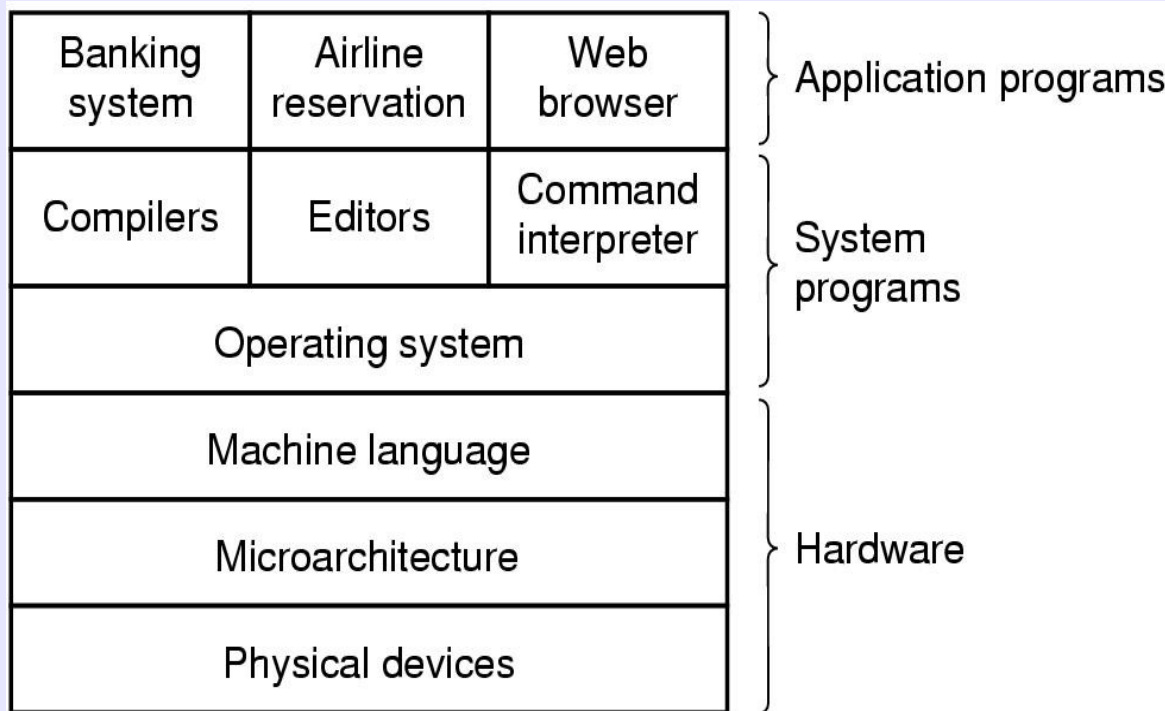 Banking
system
Airline
reservation
Web
browser
Application programs
Compilers
Editors
Command
interpreter
System
programs
Operating system
Machine language
Microarchitecture
Hardware
Physical devices